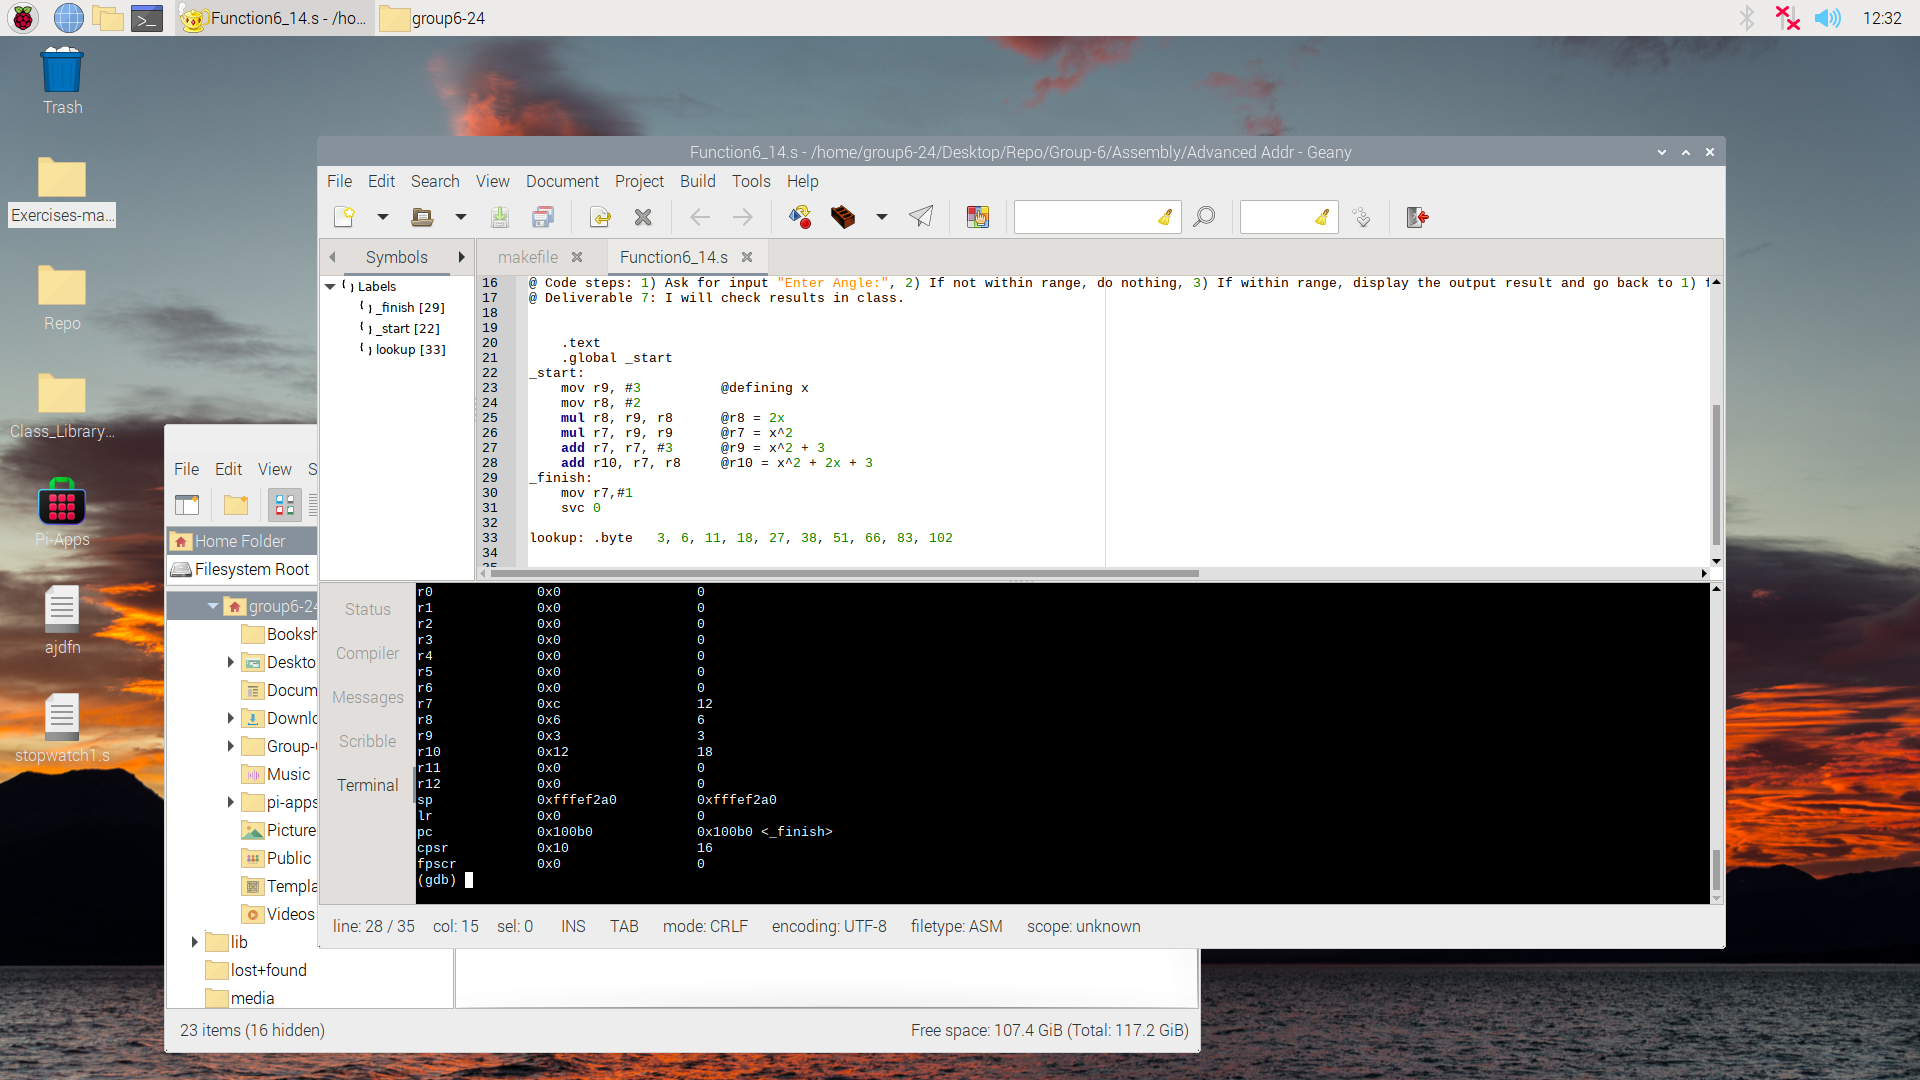 Function6_14.s - /ho...
group6-24
12:32
Trash
Exercises-ma...
Repo
Class_Library...
Pi-Apps
ajdfn
stopwatch1.s
Function6_14.s - /home/group6-24/Desktop/Repo/Group-6/Assembly/Advanced Addr - Geany
File Edit Search View Document Project Build Tools Help
Symbols
makefile
Function6_14.s
Labels
_finish [29]
_start [22]
lookup [33]
16 @ Code steps: 1) Ask for input "Enter Angle:", 2) If not within range, do nothing, 3) If within range, display the output result and go back to 1)
17 @ Deliverable 7: I will check results in class.
18
19
20 .text
21 .global _start
22 _start:
23 mov r9, #3 @defining x
24 mov r8, #2
25 mul r8, r9, r8 @r8 = 2x
26 mul r7, r9, r9 @r7 = x^2
27 add r7, r7, #3 @r9 = x^2 + 3
28 add r10, r7, r8 @r10 = x^2 + 2x + 3
29 _finish:
30 mov r7,#1
31 svc 0
32
33 lookup: .byte 3, 6, 11, 18, 27, 38, 51, 66, 83, 102
34
35
Status
Compiler
Messages
Scribble
Terminal
r0 0x0 0
r1 0x0 0
r2 0x0 0
r3 0x0 0
r4 0x0 0
r5 0x0 0
r6 0x0 0
r7 0xc 12
r8 0x6 6
r9 0x3 3
r10 0x12 18
r11 0x0 0
r12 0x0 0
sp 0xfffef2a0 0xfffef2a0
lr 0x0 0
pc 0x100b0 0x100b0 <_finish>
cpsr 0x10 16
fpscr 0x0 0
(gdb)
line: 28 / 35 col: 15 sel: 0 INS TAB mode: CRLF encoding: UTF-8 filetype: ASM scope: unknown
File Edit View S
Home Folder
Filesystem Root
group6-24
Booksh
Deskto
Docum
Downlo
Group-
Music
pi-apps
Picture
Public
Templa
Videos
lib
lost+found
media
23 items (16 hidden)
Free space: 107.4 GiB (Total: 117.2 GiB)